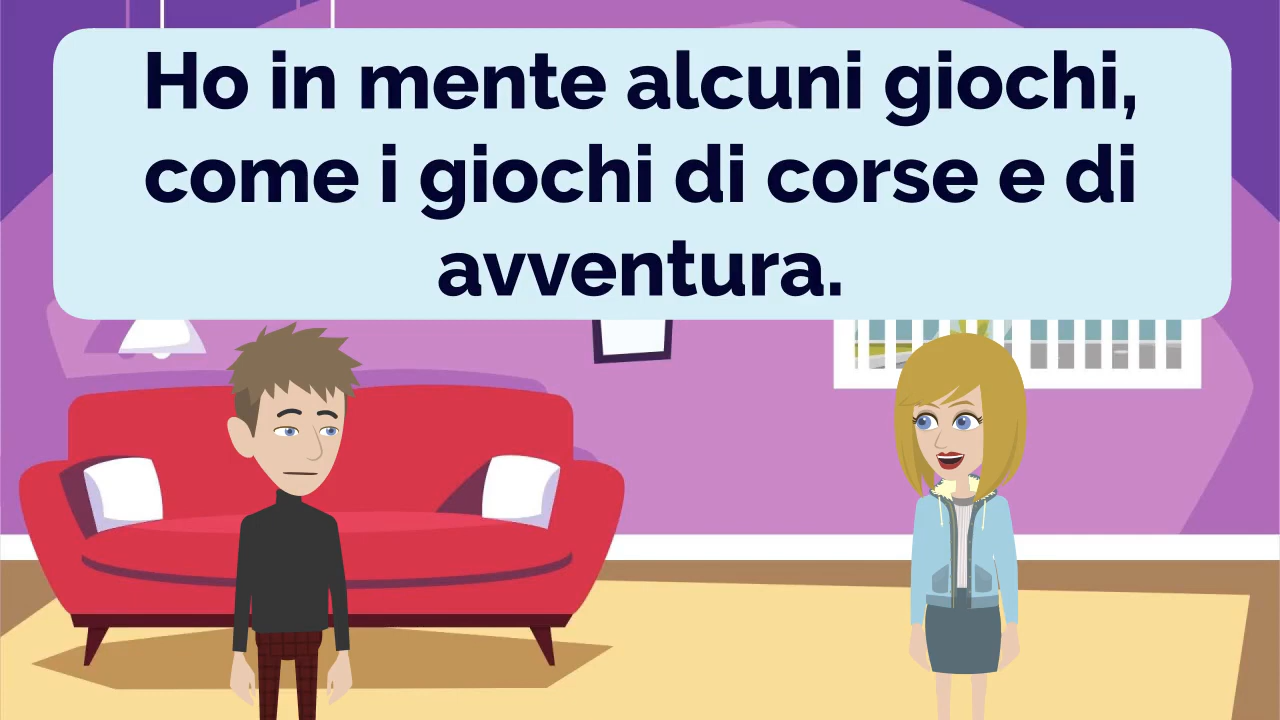 Ho in mente alcuni giochi,
come i giochi di corse e di
avventura.